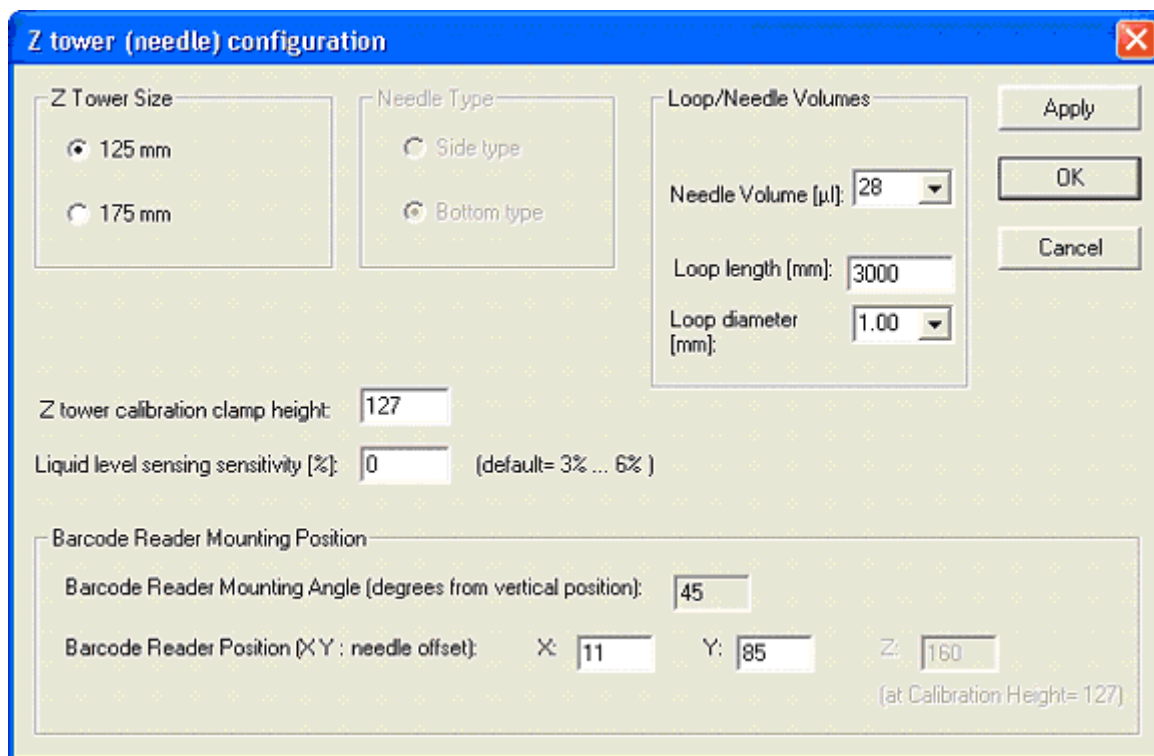 Z tower (needle) configuration
Z Tower Size
125 mm
175 mm
Needle Type
Side type
Bottom type
Loop/Needle Volumes
Needle Volume [µl]: 28
Loop length [mm]: 3000
Loop diameter [mm]: 1.00
Apply
OK
Cancel
Z tower calibration clamp height: 127
Liquid level sensing sensitivity [%]: 0 (default= 3% ... 6% )
Barcode Reader Mounting Position
Barcode Reader Mounting Angle (degrees from vertical position): 45
Barcode Reader Position (X Y : needle offset): X: 11 Y: 85 Z: 160
(at Calibration Height= 127)